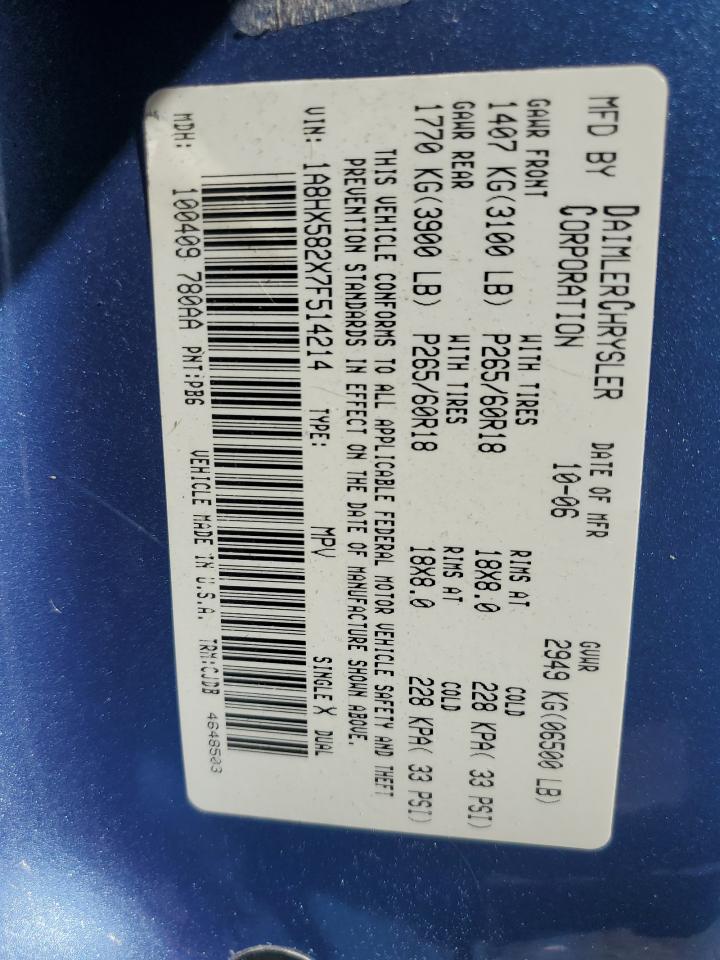 MFD BY DAIMLERCHRYSLER CORPORATION DATE OF MFR 10-06 GVWR 2949 KG(06500 LB)
GAWR FRONT WITH TIRES RIMS AT COLD
1407 KG(3100 LB) P265/60R18 18X8.0 228 KPA( 33 PSI)
GAWR REAR WITH TIRES RIMS AT COLD
1770 KG(3900 LB) P265/60R18 18X8.0 228 KPA( 33 PSI)
THIS VEHICLE CONFORMS TO ALL APPLICABLE FEDERAL MOTOR VEHICLE SAFETY AND THEFT
PREVENTION STANDARDS IN EFFECT ON THE DATE OF MANUFACTURE SHOWN ABOVE.
VIN: 1A8HX582X7F514214 TYPE: MPV SINGLE X DUAL
MDH: 100409 780AA PNT:PB6 VEHICLE MADE IN U.S.A. TRM:CJDB 4648503